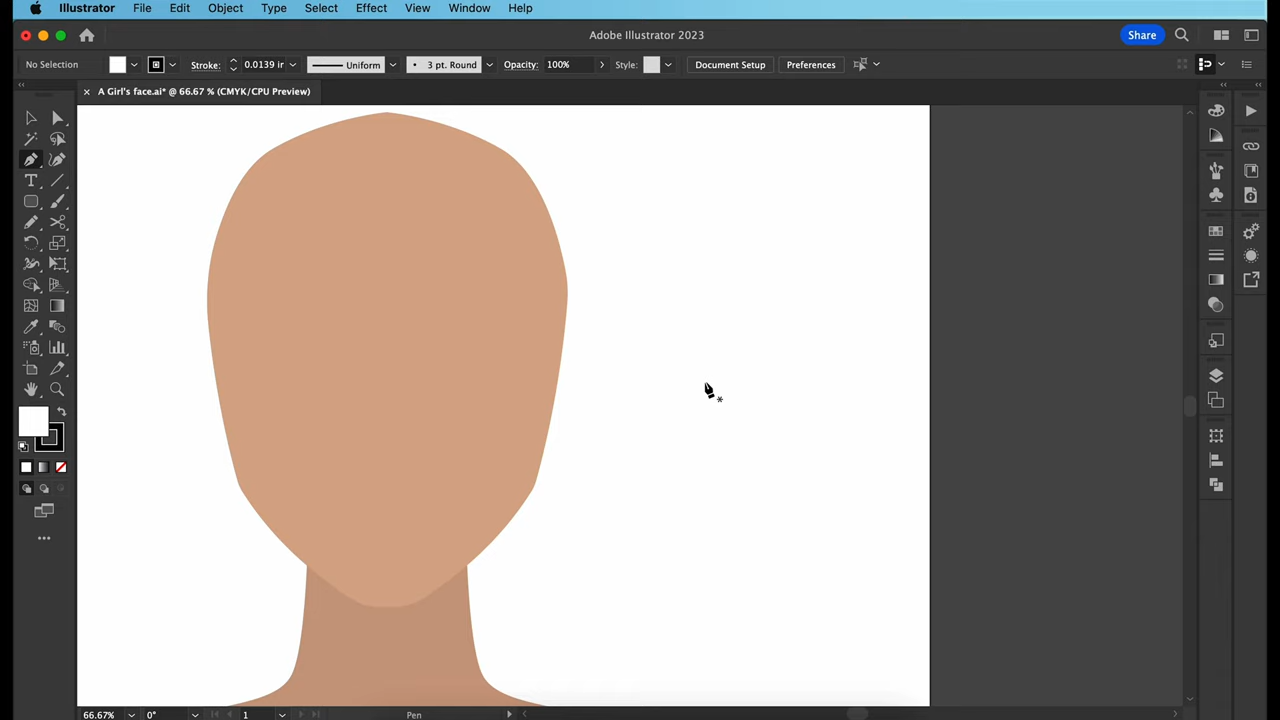 Illustrator File Edit Object Type Select Effect View Window Help
Adobe Illustrator 2023
Share
No Selection Stroke: 0.0139 in Uniform 3 pt. Round Opacity: 100% Style: Document Setup Preferences
A Girl's face.ai* @ 66.67 % (CMYK/CPU Preview)
66.67% 0° 1 Pen